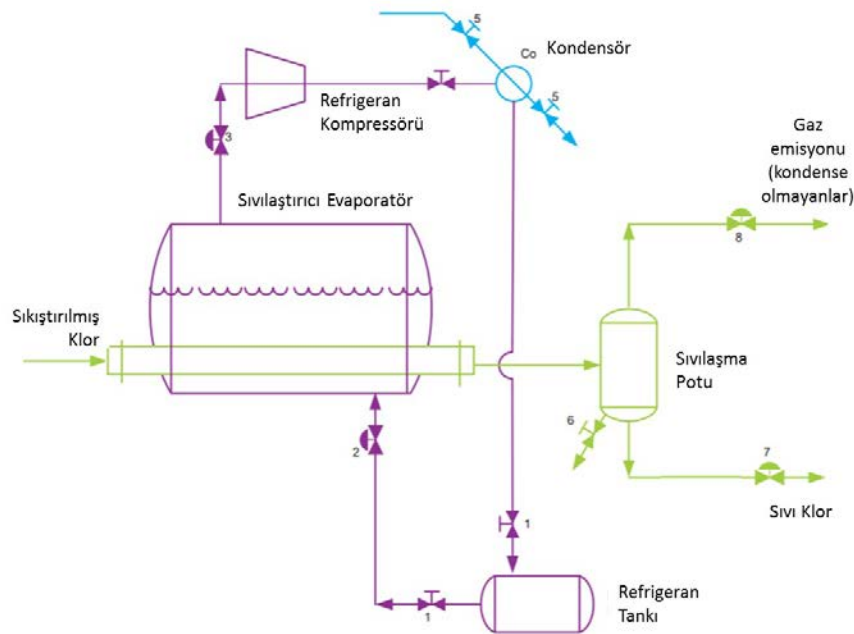 5
Co
Kondensör
5
Refrigeran
Kompressörü
3
Gaz
emisyonu
(kondense
olmayanlar)
8
Sıvılaştırıcı Evaporatör
Sıkıştırılmış
Klor
Sıvılaşma
Potu
6
2
7
Sıvı Klor
1
Refrigeran
Tankı
1